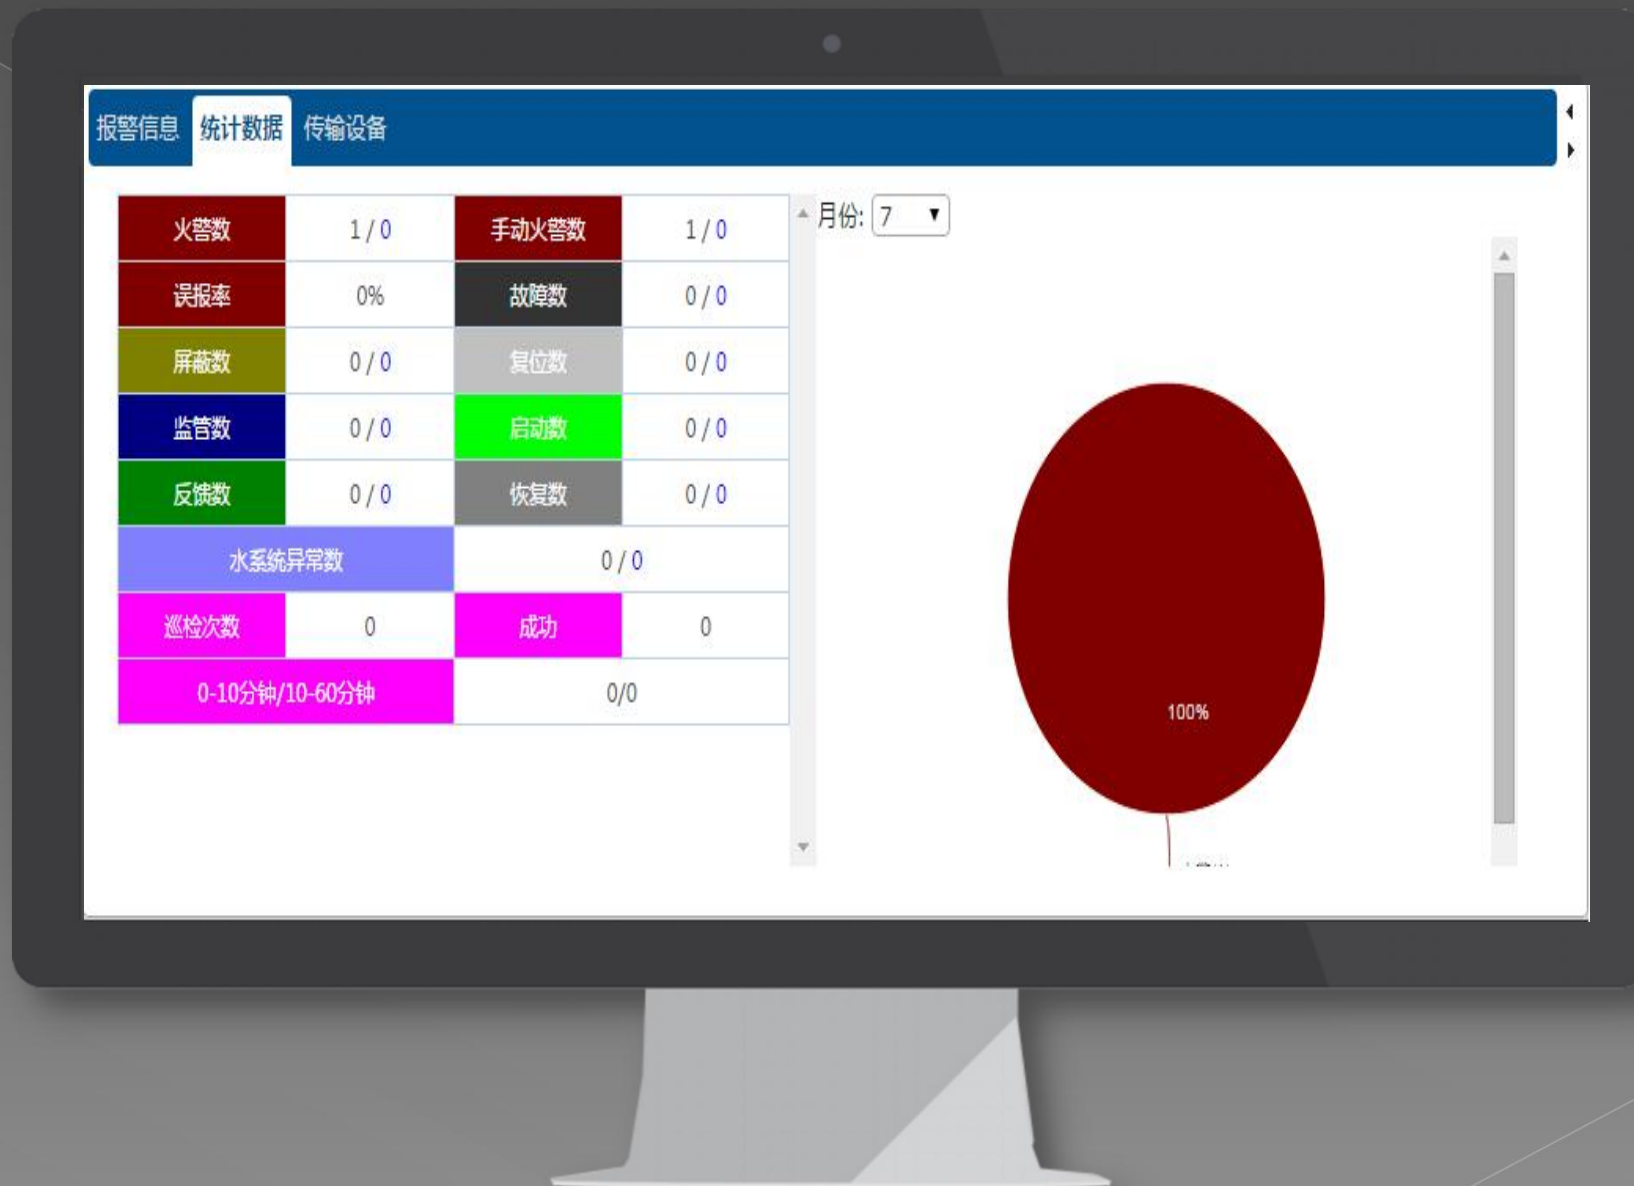 报警信息 统计数据 传输设备
火警数 1 / 0 手动火警数 1 / 0
误报率 0% 故障数 0 / 0
屏蔽数 0 / 0 复位数 0 / 0
监管数 0 / 0 启动数 0 / 0
反馈数 0 / 0 恢复数 0 / 0
水系统异常数 0 / 0
巡检次数 0 成功 0
0-10分钟/10-60分钟 0/0
月份: 7
100%